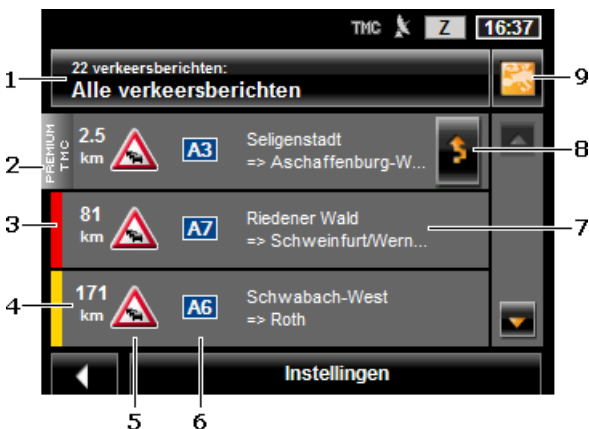 TMC Z 16:37
22 verkeersberichten:
Alle verkeersberichten
1
9
PREMIUM
TMC
2.5
km
A3
Seligenstadt
=> Aschaffenburg-W...
2
8
81
km
A7
Riedener Wald
=> Schweinfurt/Wern...
3
7
171
km
A6
Schwabach-West
=> Roth
4
Instellingen
5 6